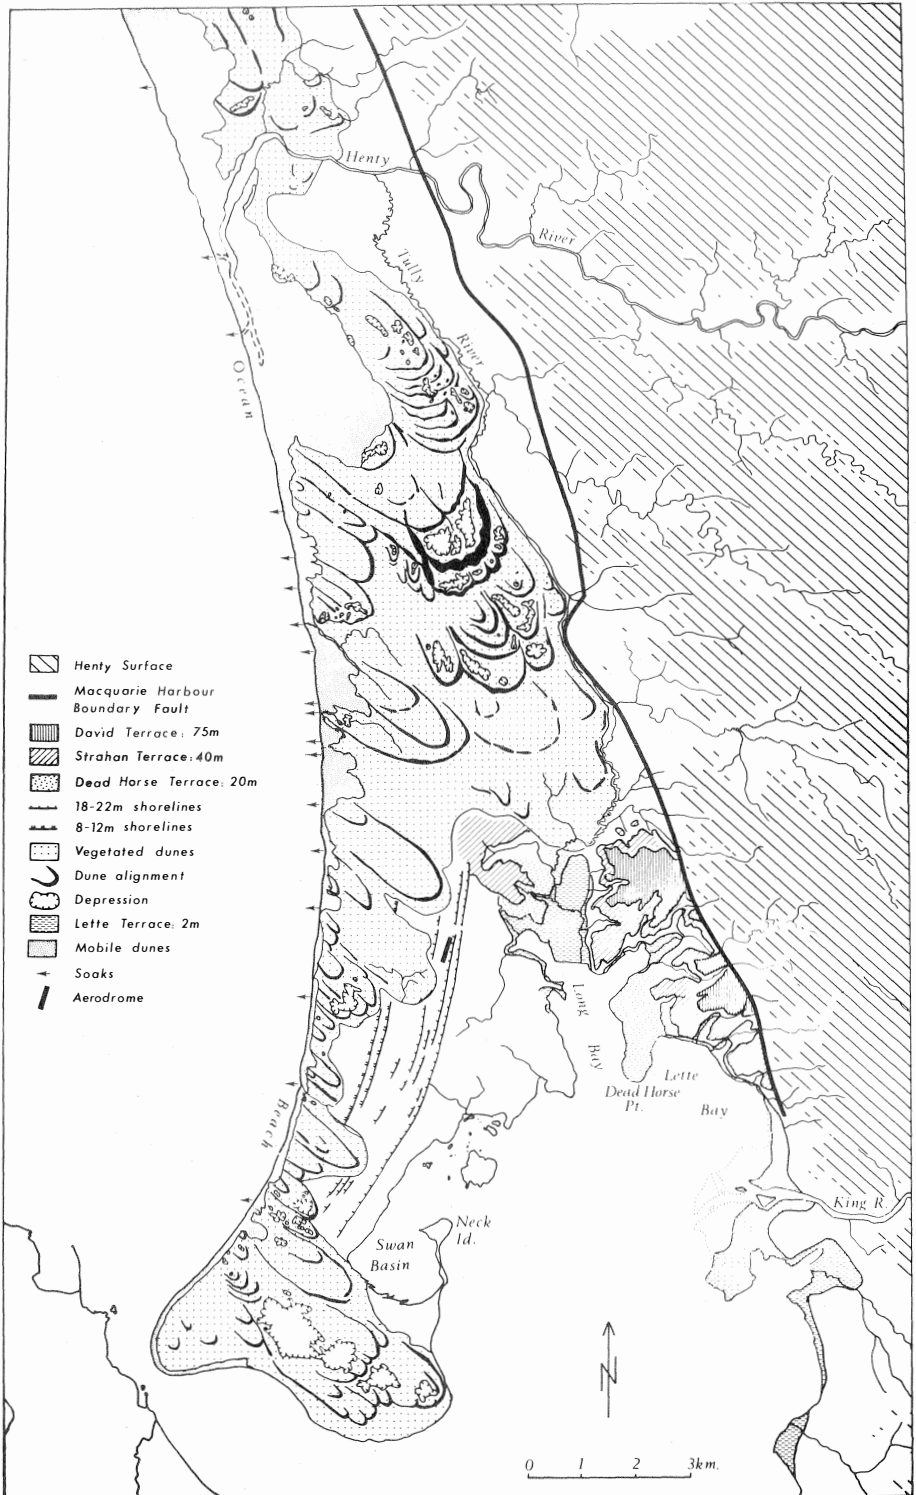 Henty
River
Tully
River
Ocean
Henty Surface
Macquarie Harbour
Boundary Fault
David Terrace: 75m
Strahan Terrace: 40m
Dead Horse Terrace: 20m
18-22m shorelines
8-12m shorelines
Vegetated dunes
Dune alignment
Depression
Lette Terrace: 2m
Mobile dunes
Soaks
Aerodrome
Long
Bay
Lette
Dead Horse
Pt.
Bay
Beach
King R.
Neck
Id.
Swan
Basin
N
0 1 2 3km.